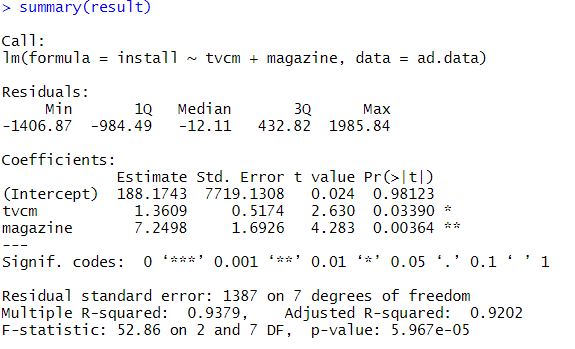 > summary(result)
Call:
lm(formula = install ~ tvcm + magazine, data = ad.data)
Residuals:
     Min       1Q   Median       3Q      Max
-1406.87  -984.49   -12.11   432.82  1985.84
Coefficients:
            Estimate Std. Error t value Pr(>|t|)
(Intercept)  188.1743  7719.1308   0.024  0.98123
tvcm           1.3609     0.5174   2.630  0.03390 *
magazine       7.2498     1.6926   4.283  0.00364 **
---
Signif. codes:  0 ‘***’ 0.001 ‘**’ 0.01 ‘*’ 0.05 ‘.’ 0.1 ‘ ’ 1
Residual standard error: 1387 on 7 degrees of freedom
Multiple R-squared:  0.9379,    Adjusted R-squared:  0.9202
F-statistic: 52.86 on 2 and 7 DF,  p-value: 5.967e-05